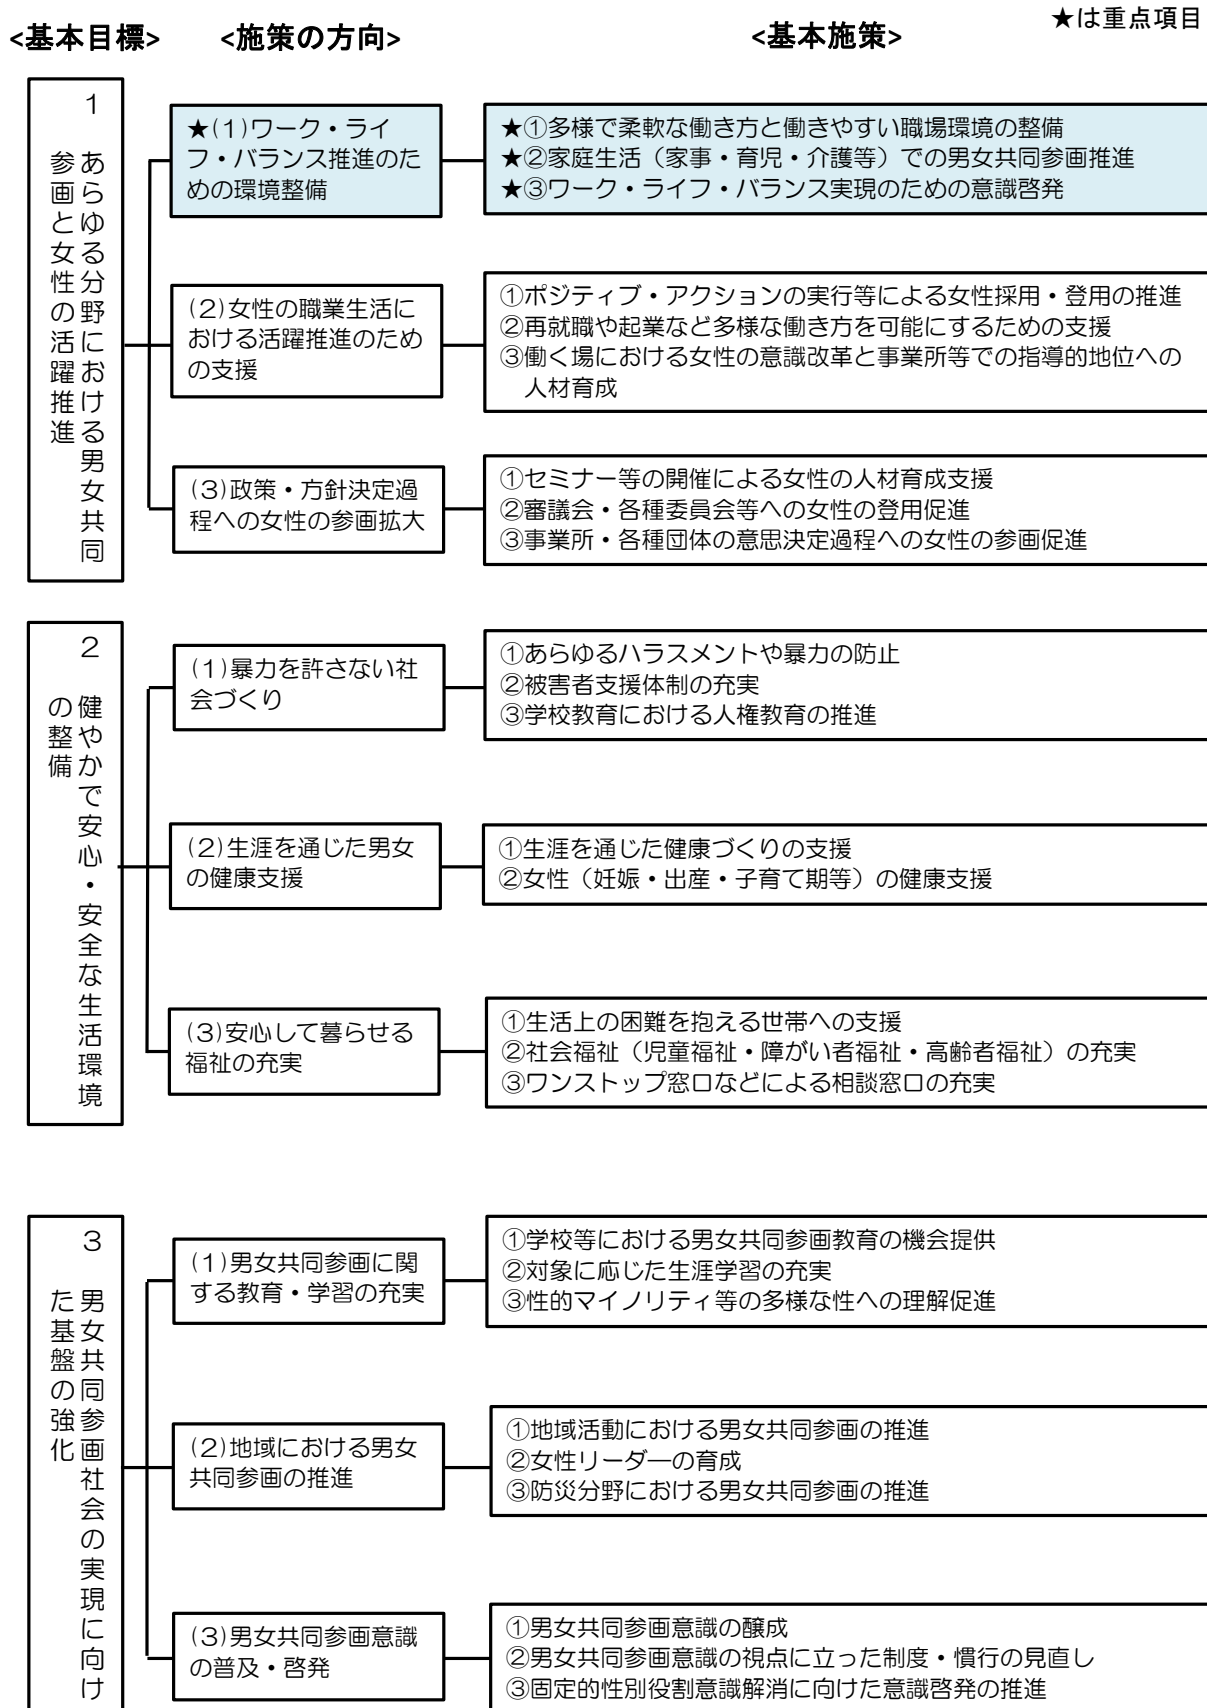 ★は重点項目
<基本目標> <施策の方向> <基本施策>
1
あらゆる分野における男女共同
参画と女性の活躍推進
★(1)ワーク・ライ
フ・バランス推進のた
めの環境整備
★①多様で柔軟な働き方と働きやすい職場環境の整備
★②家庭生活（家事・育児・介護等）での男女共同参画推進
★③ワーク・ライフ・バランス実現のための意識啓発
(2)女性の職業生活に
おける活躍推進のため
の支援
①ポジティブ・アクションの実行等による女性採用・登用の推進
②再就職や起業など多様な働き方を可能にするための支援
③働く場における女性の意識改革と事業所等での指導的地位への
人材育成
(3)政策・方針決定過
程への女性の参画拡大
①セミナー等の開催による女性の人材育成支援
②審議会・各種委員会等への女性の登用促進
③事業所・各種団体の意思決定過程への女性の参画促進
2
健やかで安心・安全な生活環境
の整備
(1)暴力を許さない社
会づくり
①あらゆるハラスメントや暴力の防止
②被害者支援体制の充実
③学校教育における人権教育の推進
(2)生涯を通じた男女
の健康支援
①生涯を通じた健康づくりの支援
②女性（妊娠・出産・子育て期等）の健康支援
(3)安心して暮らせる
福祉の充実
①生活上の困難を抱える世帯への支援
②社会福祉（児童福祉・障がい者福祉・高齢者福祉）の充実
③ワンストップ窓口などによる相談窓口の充実
3
男女共同参画社会の実現に向け
た基盤の強化
(1)男女共同参画に関
する教育・学習の充実
①学校等における男女共同参画教育の機会提供
②対象に応じた生涯学習の充実
③性的マイノリティ等の多様な性への理解促進
(2)地域における男女
共同参画の推進
①地域活動における男女共同参画の推進
②女性リーダーの育成
③防災分野における男女共同参画の推進
(3)男女共同参画意識
の普及・啓発
①男女共同参画意識の醸成
②男女共同参画意識の視点に立った制度・慣行の見直し
③固定的性別役割意識解消に向けた意識啓発の推進